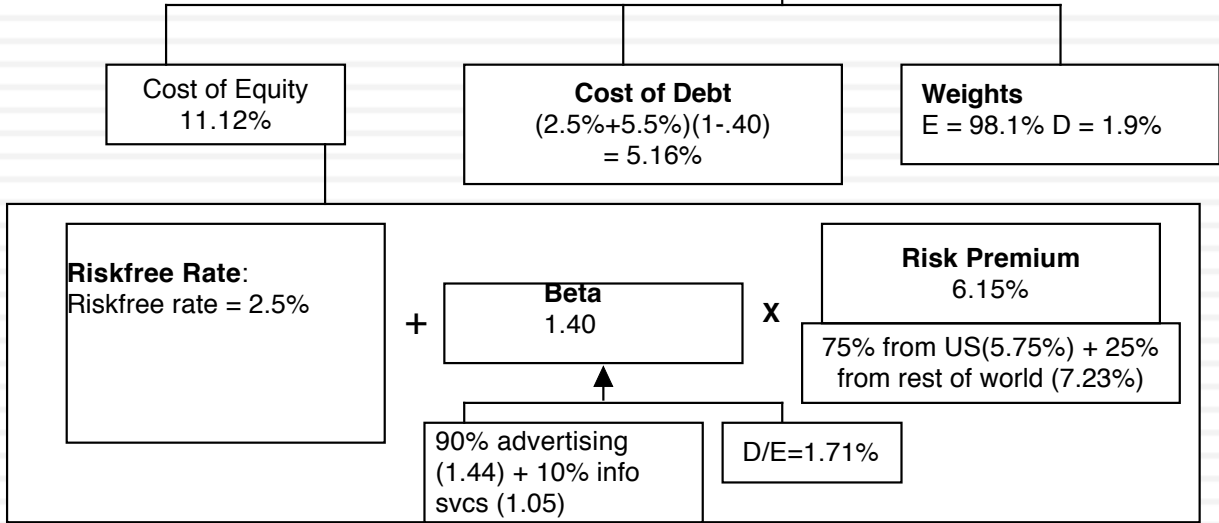 Cost of Equity
11.12%
Cost of Debt
(2.5%+5.5%)(1-.40)
= 5.16%
Weights
E = 98.1% D = 1.9%
Riskfree Rate:
Riskfree rate = 2.5%
+
Beta
1.40
X
Risk Premium
6.15%
75% from US(5.75%) + 25%
from rest of world (7.23%)
90% advertising
(1.44) + 10% info
svcs (1.05)
D/E=1.71%